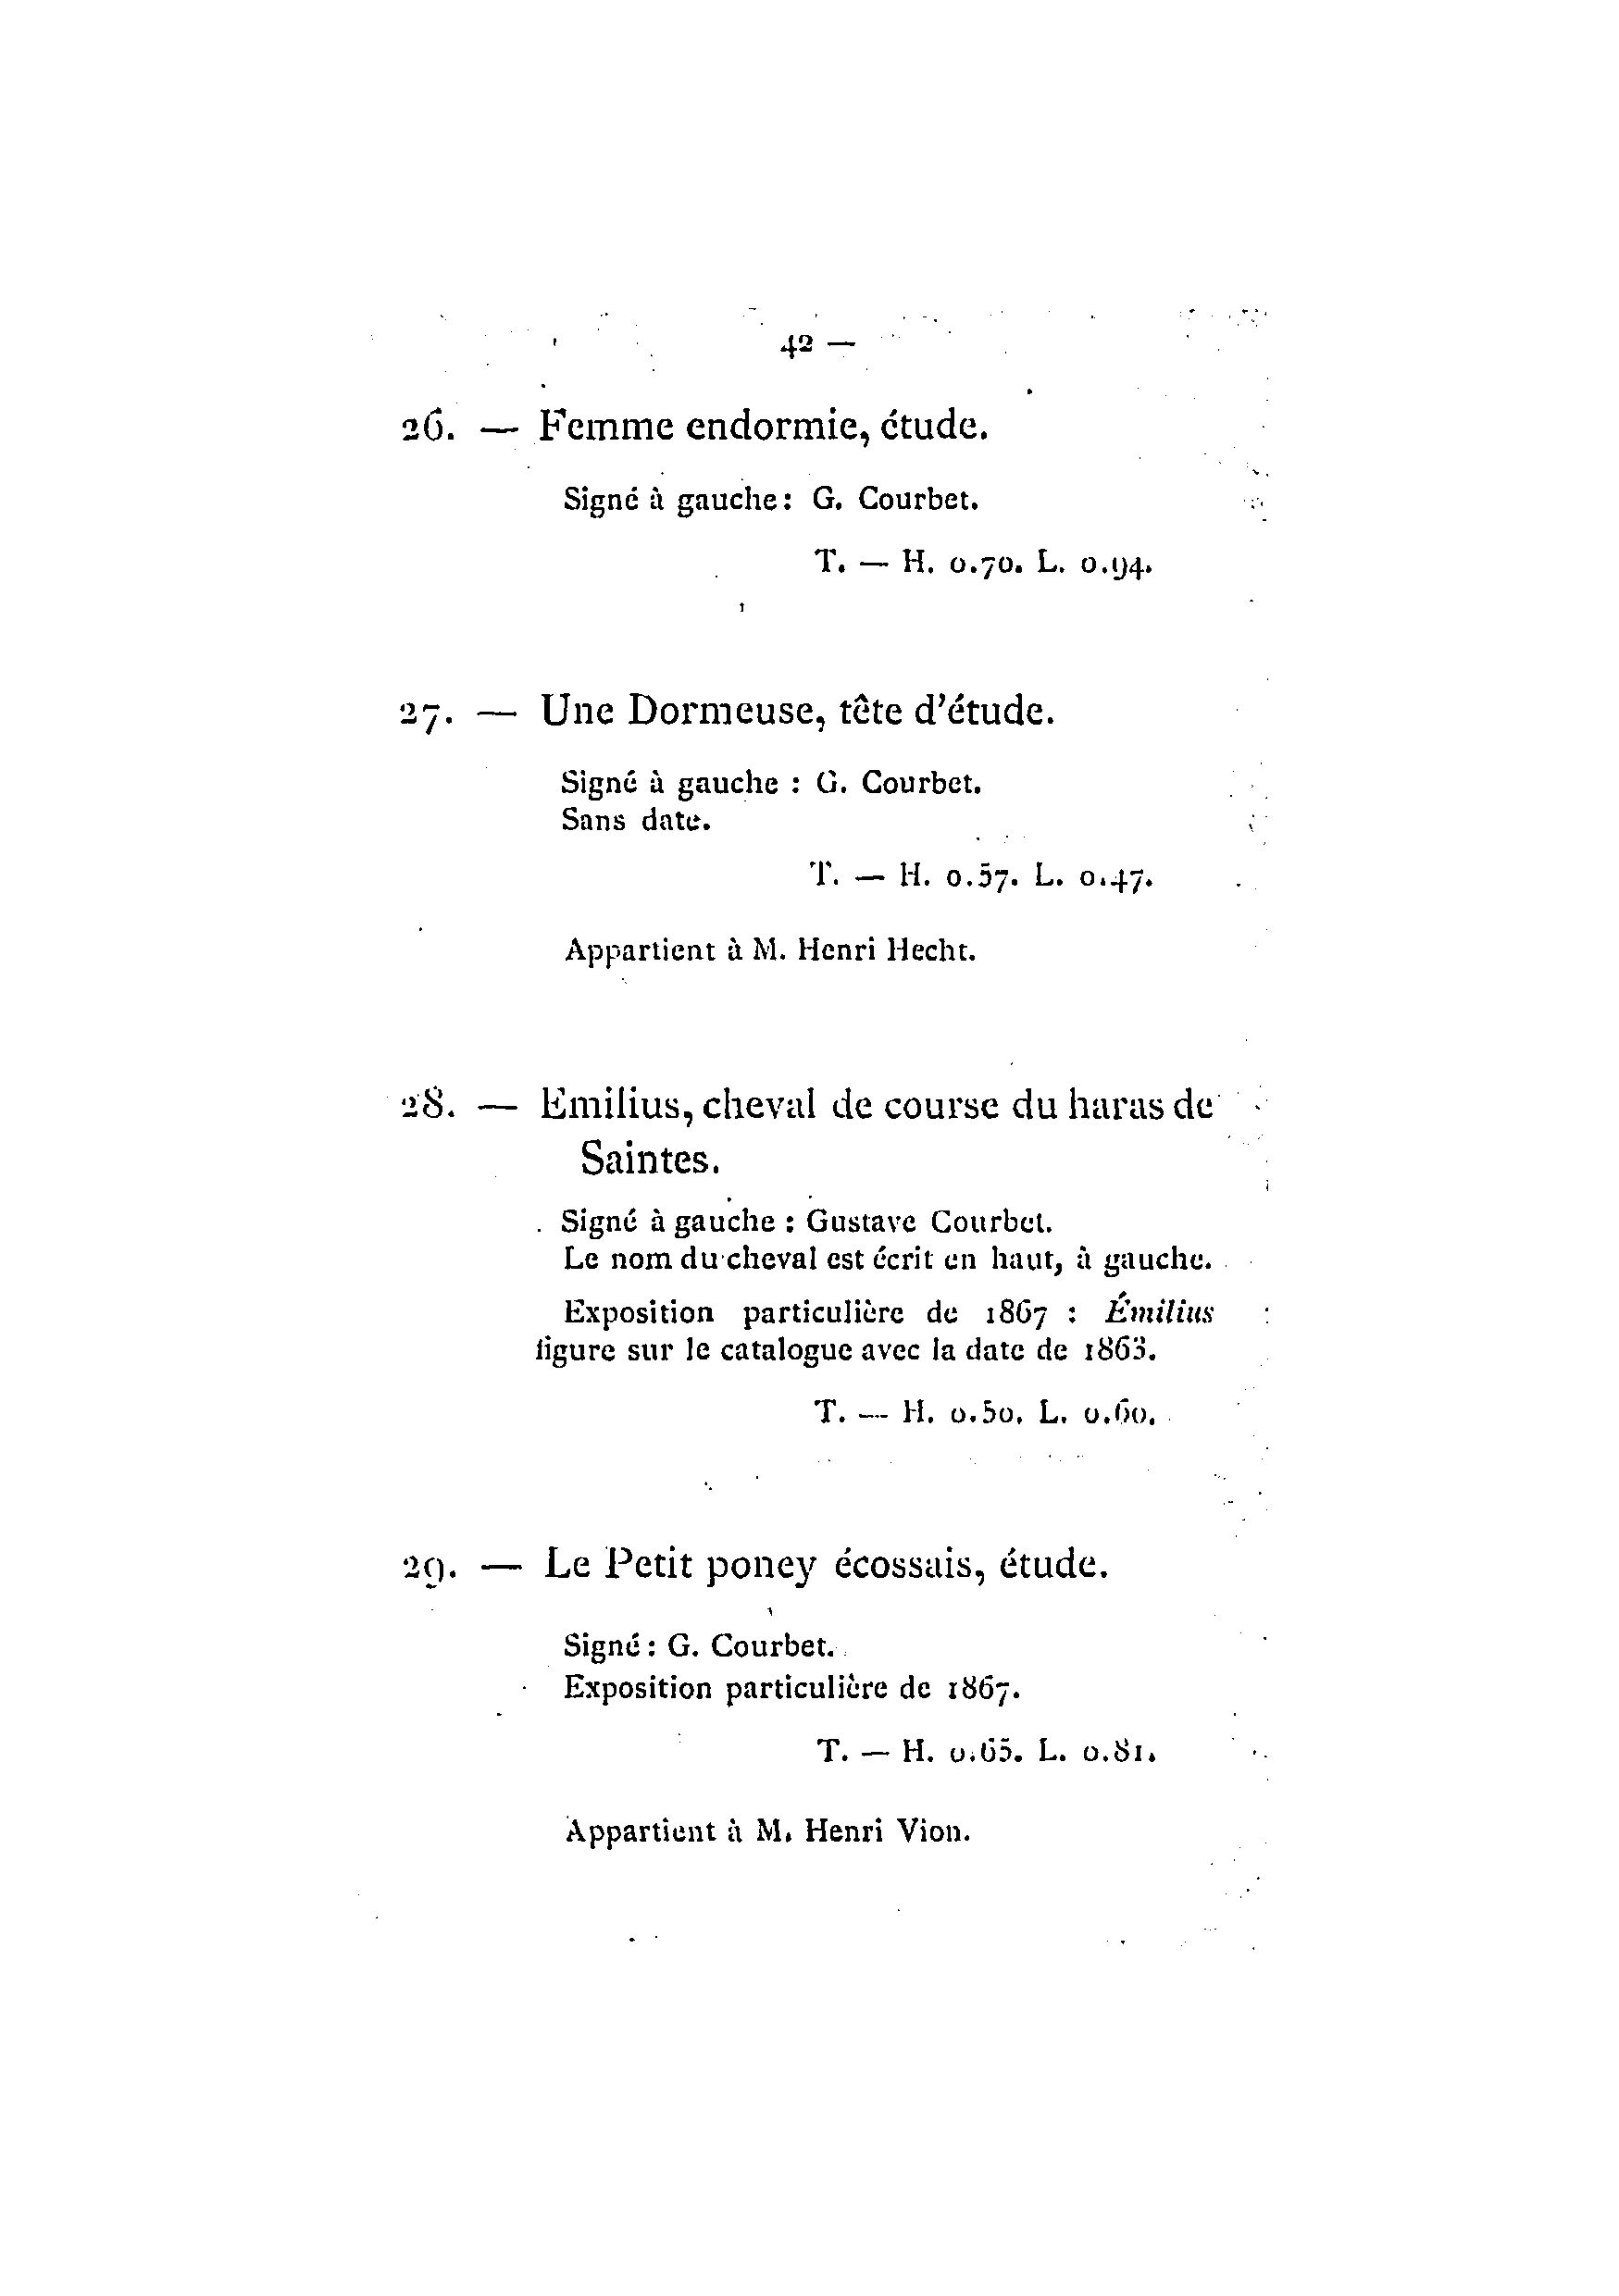 42 —
26. — Femme endormie, étude.
Signé à gauche: G. Courbet.
T. — H. 0.70. L. 0.94.
27. — Une Dormeuse, tête d'étude.
Signé à gauche : G. Courbet.
Sans date.
T. — H. 0.57. L. 0.47.
Appartient à M. Henri Hecht.
28. — Emilius, cheval de course du haras de
Saintes.
Signé à gauche : Gustave Courbet.
Le nom du cheval est écrit en haut, à gauche.
Exposition particulière de 1867 : Émilius
figure sur le catalogue avec la date de 1863.
T. — H. 0.50. L. 0.60.
29. — Le Petit poney écossais, étude.
Signé : G. Courbet.
Exposition particulière de 1867.
T. — H. 0.65. L. 0.81.
Appartient à M. Henri Vion.